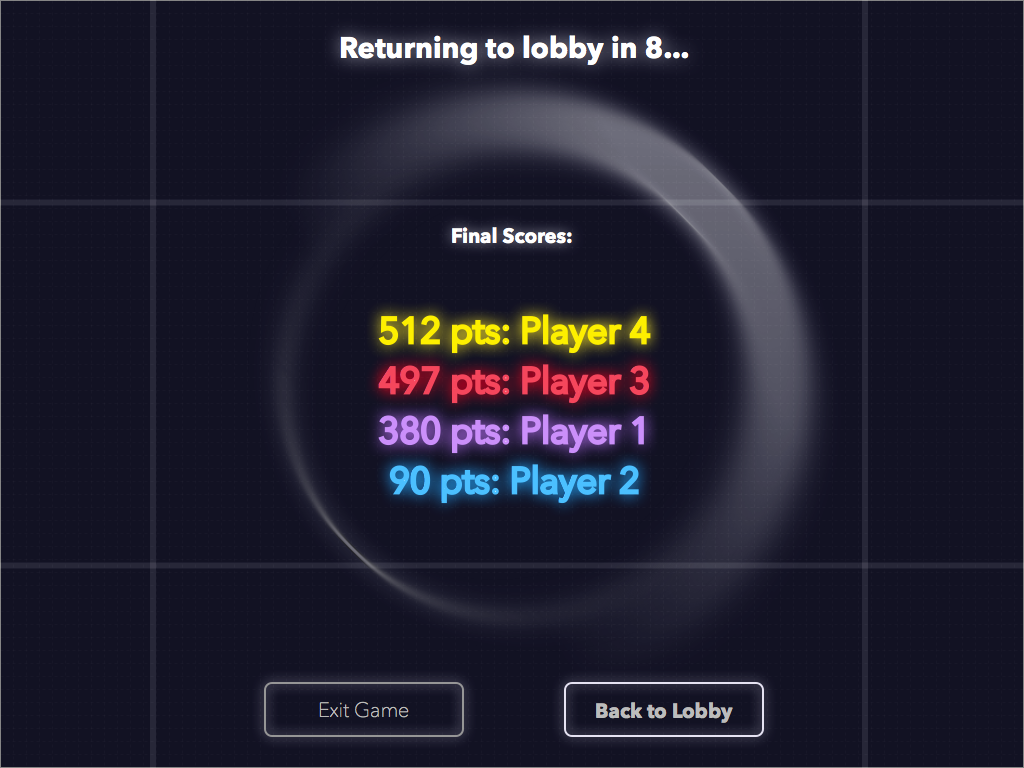 Returning to lobby in 8...
Final Scores:
512 pts: Player 4
497 pts: Player 3
380 pts: Player 1
90 pts: Player 2
Exit Game
Back to Lobby